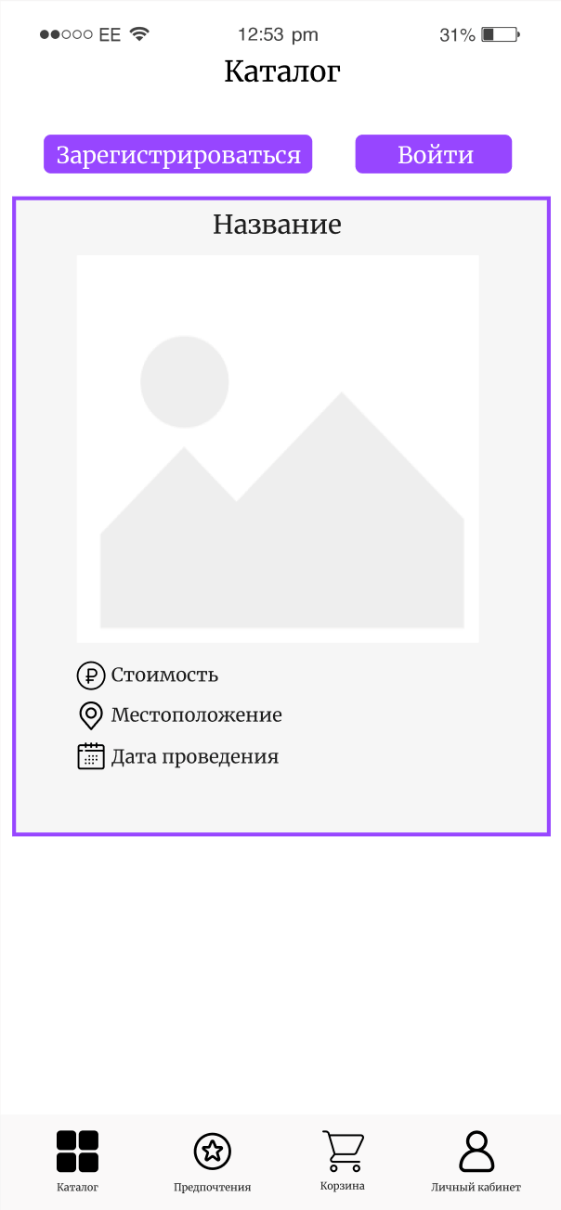 EE 12:53 pm 31%
Каталог
Зарегистрироваться Войти
Название
Стоимость
Местоположение
Дата проведения
Каталог Предпочтения Корзина Личный кабинет